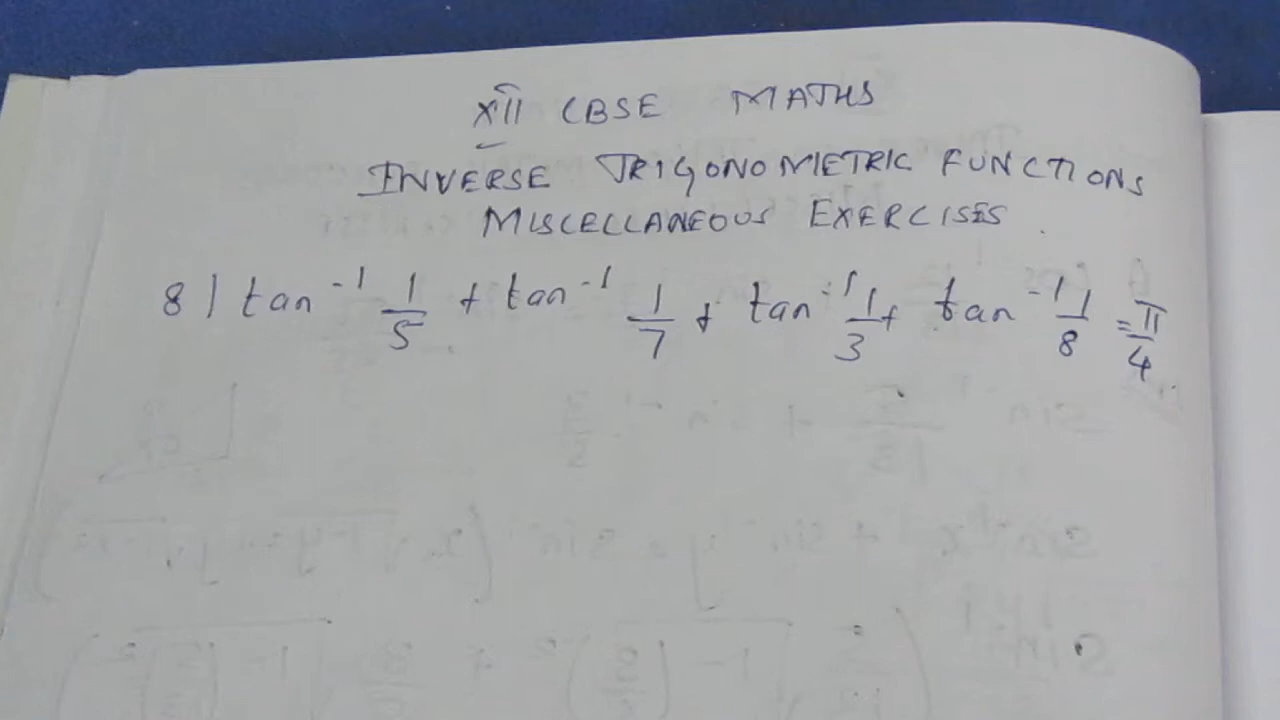 XII CBSE MATHS
INVERSE TRIGONOMETRIC FUNCTIONS
MISCELLANEOUS EXERCISES.
8) tan⁻¹ 1/5 + tan⁻¹ 1/7 + tan⁻¹ 1/3 + tan⁻¹ 1/8 = π/4